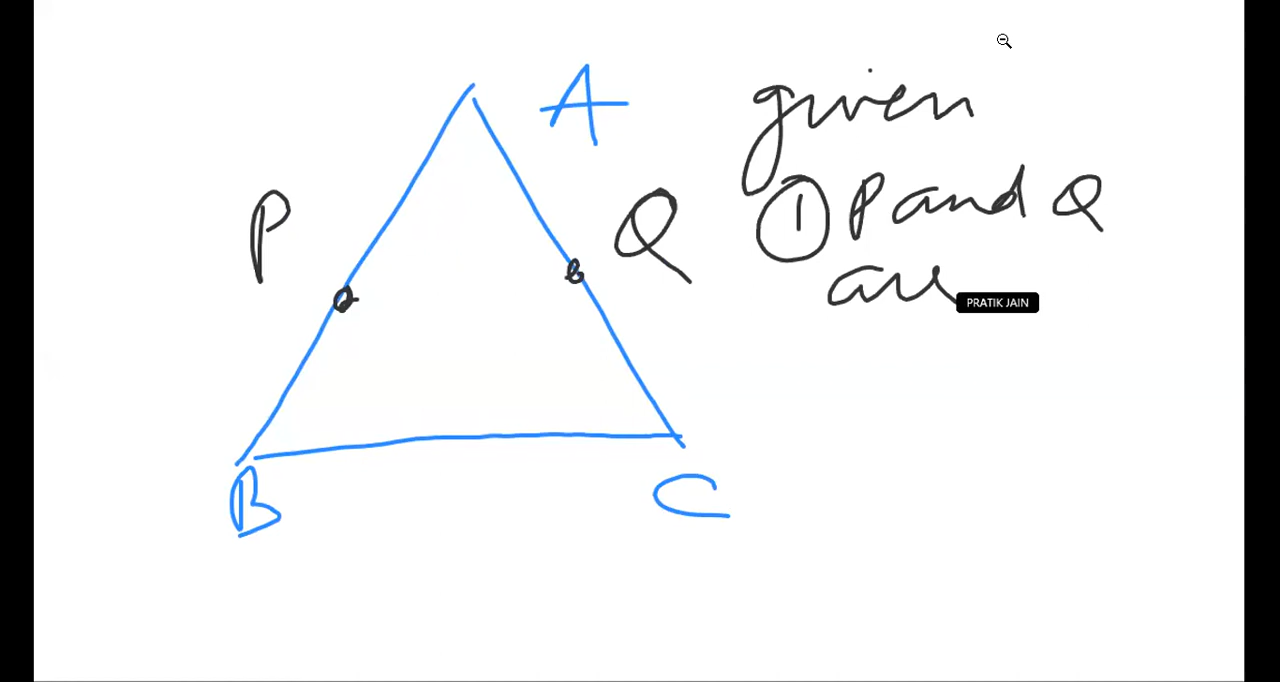 A
given
P
Q
① P and Q
are
PRATIK JAIN
B
C